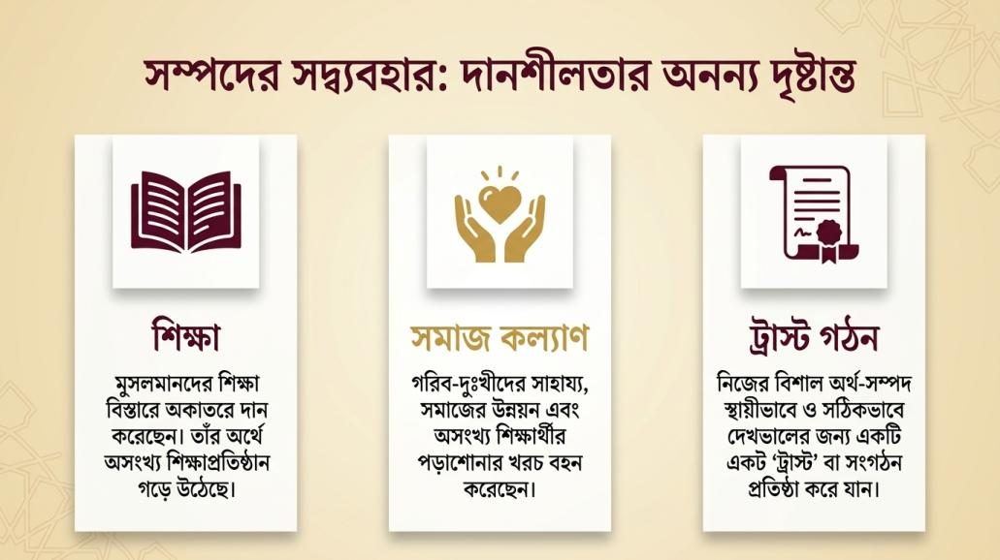 সম্পদের সদ্ব্যবহার: দানশীলতার অনন্য দৃষ্টান্ত
শিক্ষা
মুসলমানদের শিক্ষা
বিস্তারে অকাতরে দান
করেছেন। তাঁর অর্থে
অসংখ্য শিক্ষাপ্রতিষ্ঠান
গড়ে উঠেছে।
সমাজ কল্যাণ
গরিব-দুঃখীদের সাহায্য,
সমাজের উন্নয়ন এবং
অসংখ্য শিক্ষার্থীর
পড়াশোনার খরচ বহন
করেছেন।
ট্রাস্ট গঠন
নিজের বিশাল অর্থ-সম্পদ
স্থায়ীভাবে ও সঠিকভাবে
দেখভালের জন্য একটি
একট ‘ট্রাস্ট’ বা সংগঠন
প্রতিষ্ঠা করে যান।